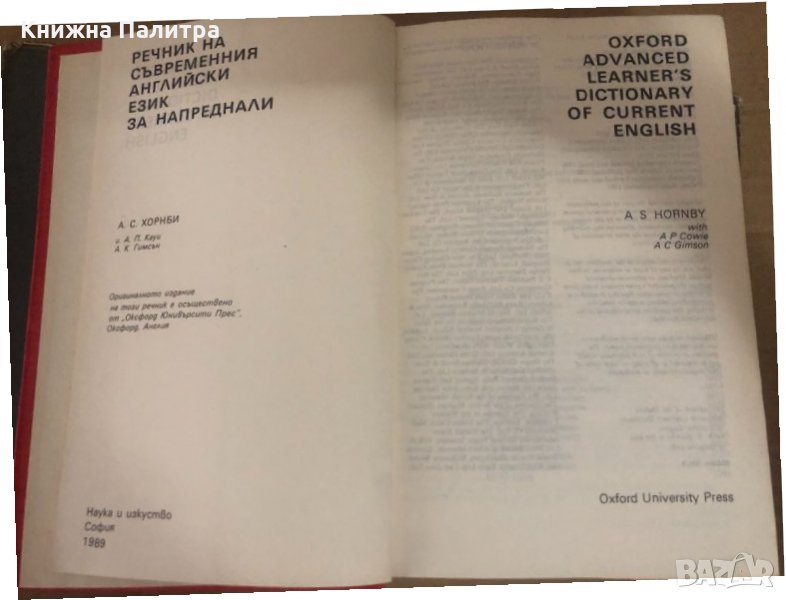 Книжна Палитра
РЕЧНИК НА
СЪВРЕМЕННИЯ
АНГЛИЙСКИ
ЕЗИК
ЗА НАПРЕДНАЛИ
А. С. ХОРНБИ
и А. П. Кауи
А. К. Гимсън
Оригиналното издание
на този речник е осъществено
от „Оксфорд Юнивърсити Прес",
Оксфорд, Англия
Наука и изкуство
София
1989
OXFORD
ADVANCED
LEARNER'S
DICTIONARY
OF CURRENT
ENGLISH
A S HORNBY
with
A P Cowie
A C Gimson
Oxford University Press
BAZAR